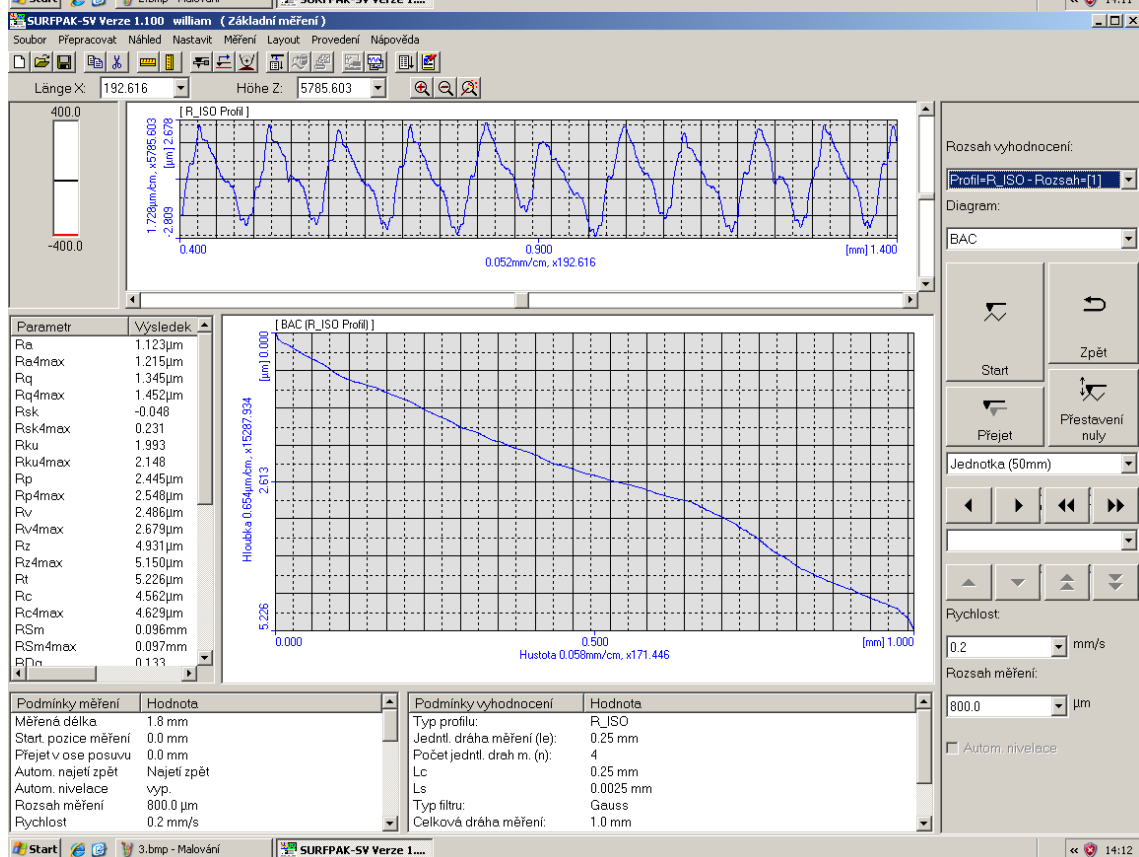 Start 2.bmp - Malování SURFPAK-SV Verze 1.... « 14:11
SURFPAK-SV Verze 1.100 william ( Základní měření )
Soubor Přepracovat Náhled Nastavit Měření Layout Provedení Nápověda
Länge X: 192.616 Höhe Z: 5785.603
400.0
-400.0
[ R_ISO Profil ]
1.728µm/cm, x5785.603
-2.809 [µm] 2.678
0.400 0.900 [mm] 1.400
0.052mm/cm, x192.616
Rozsah vyhodnocení:
Profil=R_ISO - Rozsah=[1]
Diagram:
BAC
Start
Zpět
Přejet
Přestavení
nuly
Jednotka (50mm)
Rychlost:
0.2 mm/s
Rozsah měření:
800.0 µm
Autom. nivelace
Parametr Výsledek
Ra 1.123µm
Ra4max 1.215µm
Rq 1.345µm
Rq4max 1.452µm
Rsk -0.048
Rsk4max 0.231
Rku 1.993
Rku4max 2.148
Rp 2.445µm
Rp4max 2.548µm
Rv 2.486µm
Rv4max 2.679µm
Rz 4.931µm
Rz4max 5.150µm
Rt 5.226µm
Rc 4.562µm
Rc4max 4.629µm
RSm 0.096mm
RSm4max 0.097mm
RDq 0.133
[ BAC (R_ISO Profil) ]
Hloubka 0.654µm/cm, x15287.934
5.226 2.613 [µm] 0.000
0.000 0.500 [mm] 1.000
Hustota 0.058mm/cm, x171.446
Podmínky měření Hodnota
Měřená délka 1.8 mm
Start. pozice měření 0.0 mm
Přejet v ose posuvu 0.0 mm
Autom. najetí zpět Najetí zpět
Autom. nivelace vyp.
Rozsah měření 800.0 µm
Rychlost 0.2 mm/s
Podmínky vyhodnocení Hodnota
Typ profilu: R_ISO
Jedntl. dráha měření (le): 0.25 mm
Počet jedntl. drah m. (n): 4
Lc 0.25 mm
Ls 0.0025 mm
Typ filtru: Gauss
Celková dráha měření: 1.0 mm
Start 3.bmp - Malování SURFPAK-SV Verze 1.... « 14:12